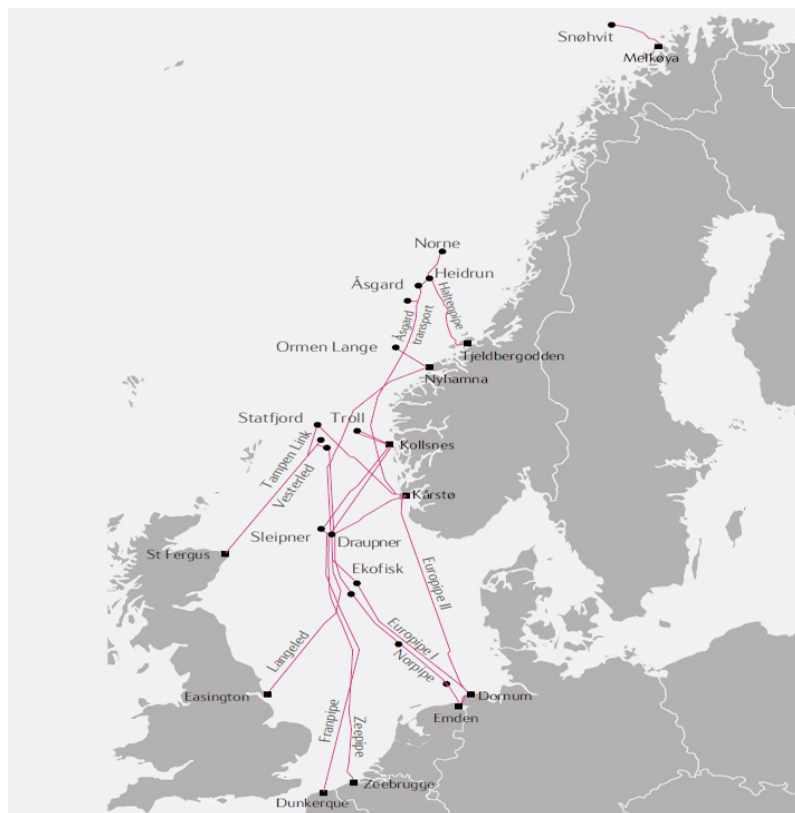 Snøhvit
Melkøya
Norne
Heidrun
Åsgard
Haltenpipe
Åsgard
transport
Ormen Lange
Tjeldbergodden
Nyhamna
Statfjord
Troll
Kollsnes
Tampen Link
Vesterled
Kårstø
Sleipner
Draupner
St Fergus
Ekofisk
Europipe II
Europipe I
Norpipe
Langeled
Easington
Dornum
Emden
Franpipe
Zeepipe
Zeebrugge
Dunkerque